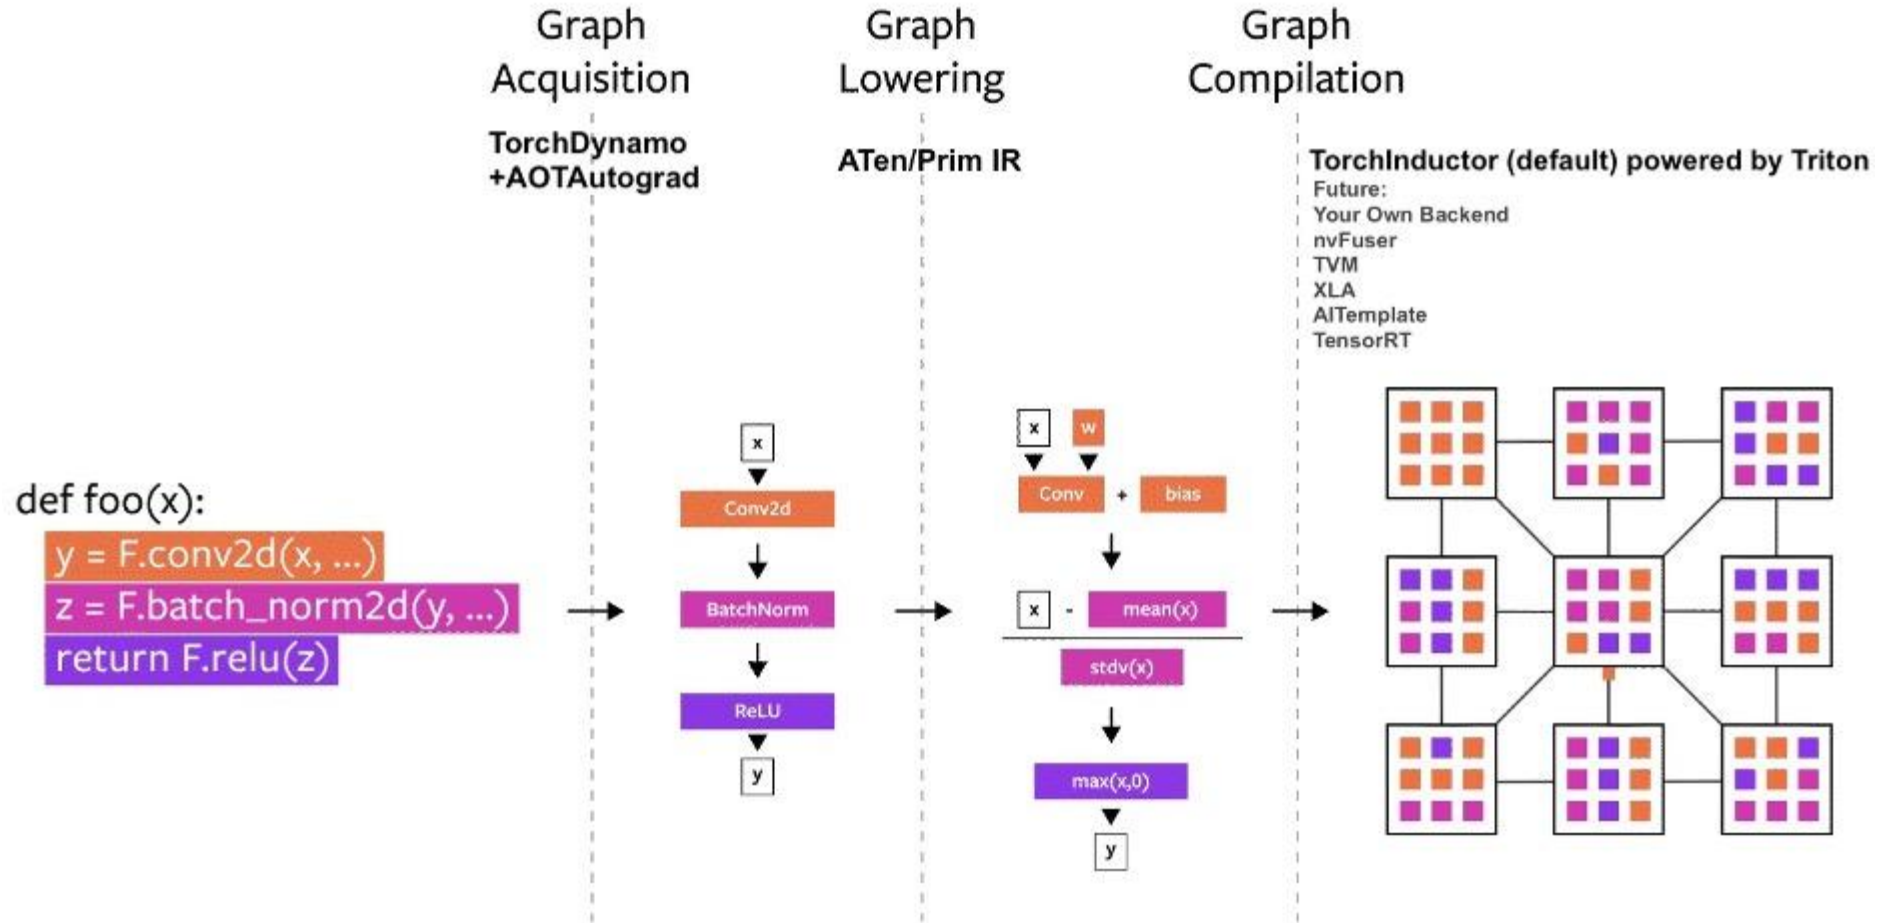 Graph
Acquisition
Graph
Lowering
Graph
Compilation
TorchDynamo
+AOTAutograd
ATen/Prim IR
TorchInductor (default) powered by Triton
Future:
Your Own Backend
nvFuser
TVM
XLA
AITemplate
TensorRT
def foo(x):
y = F.conv2d(x, ...)
z = F.batch_norm2d(y, ...)
return F.relu(z)
x
Conv2d
BatchNorm
ReLU
y
x w
Conv + bias
x - mean(x)
stdv(x)
max(x,0)
y